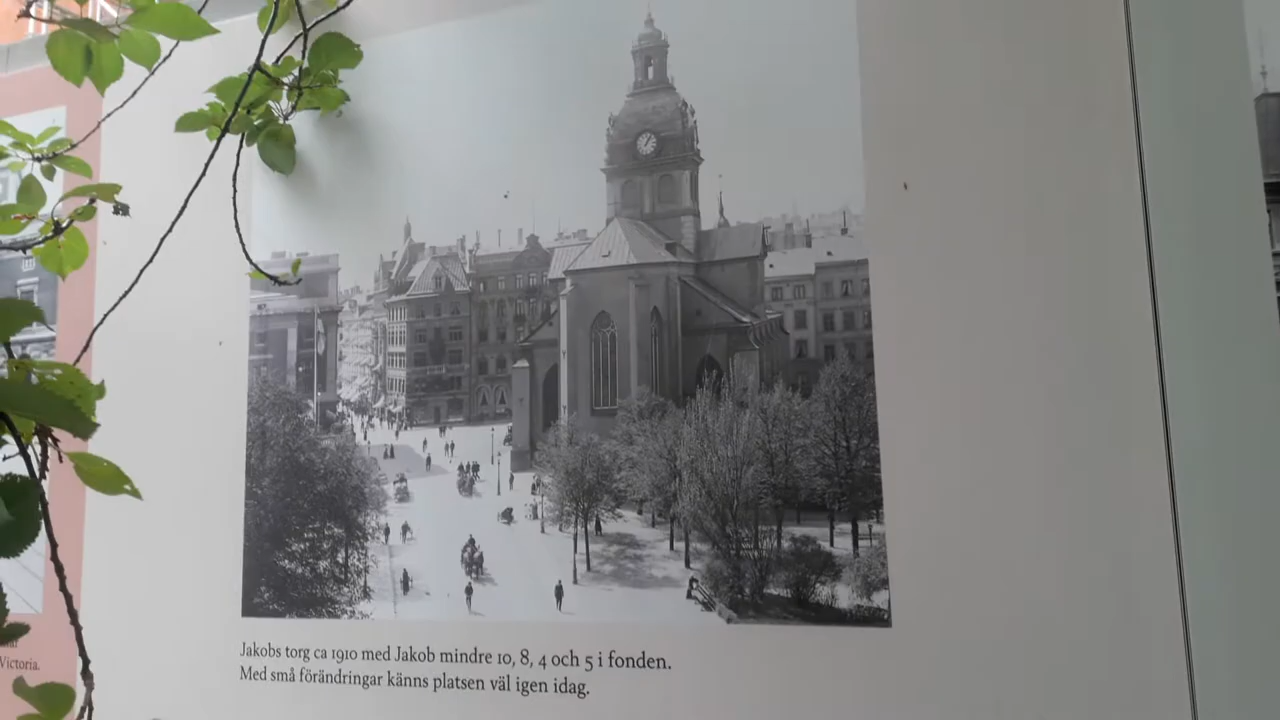 Jakobs torg ca 1910 med Jakob mindre 10, 8, 4 och 5 i fonden.
Med små förändringar känns platsen väl igen idag.
Victoria.